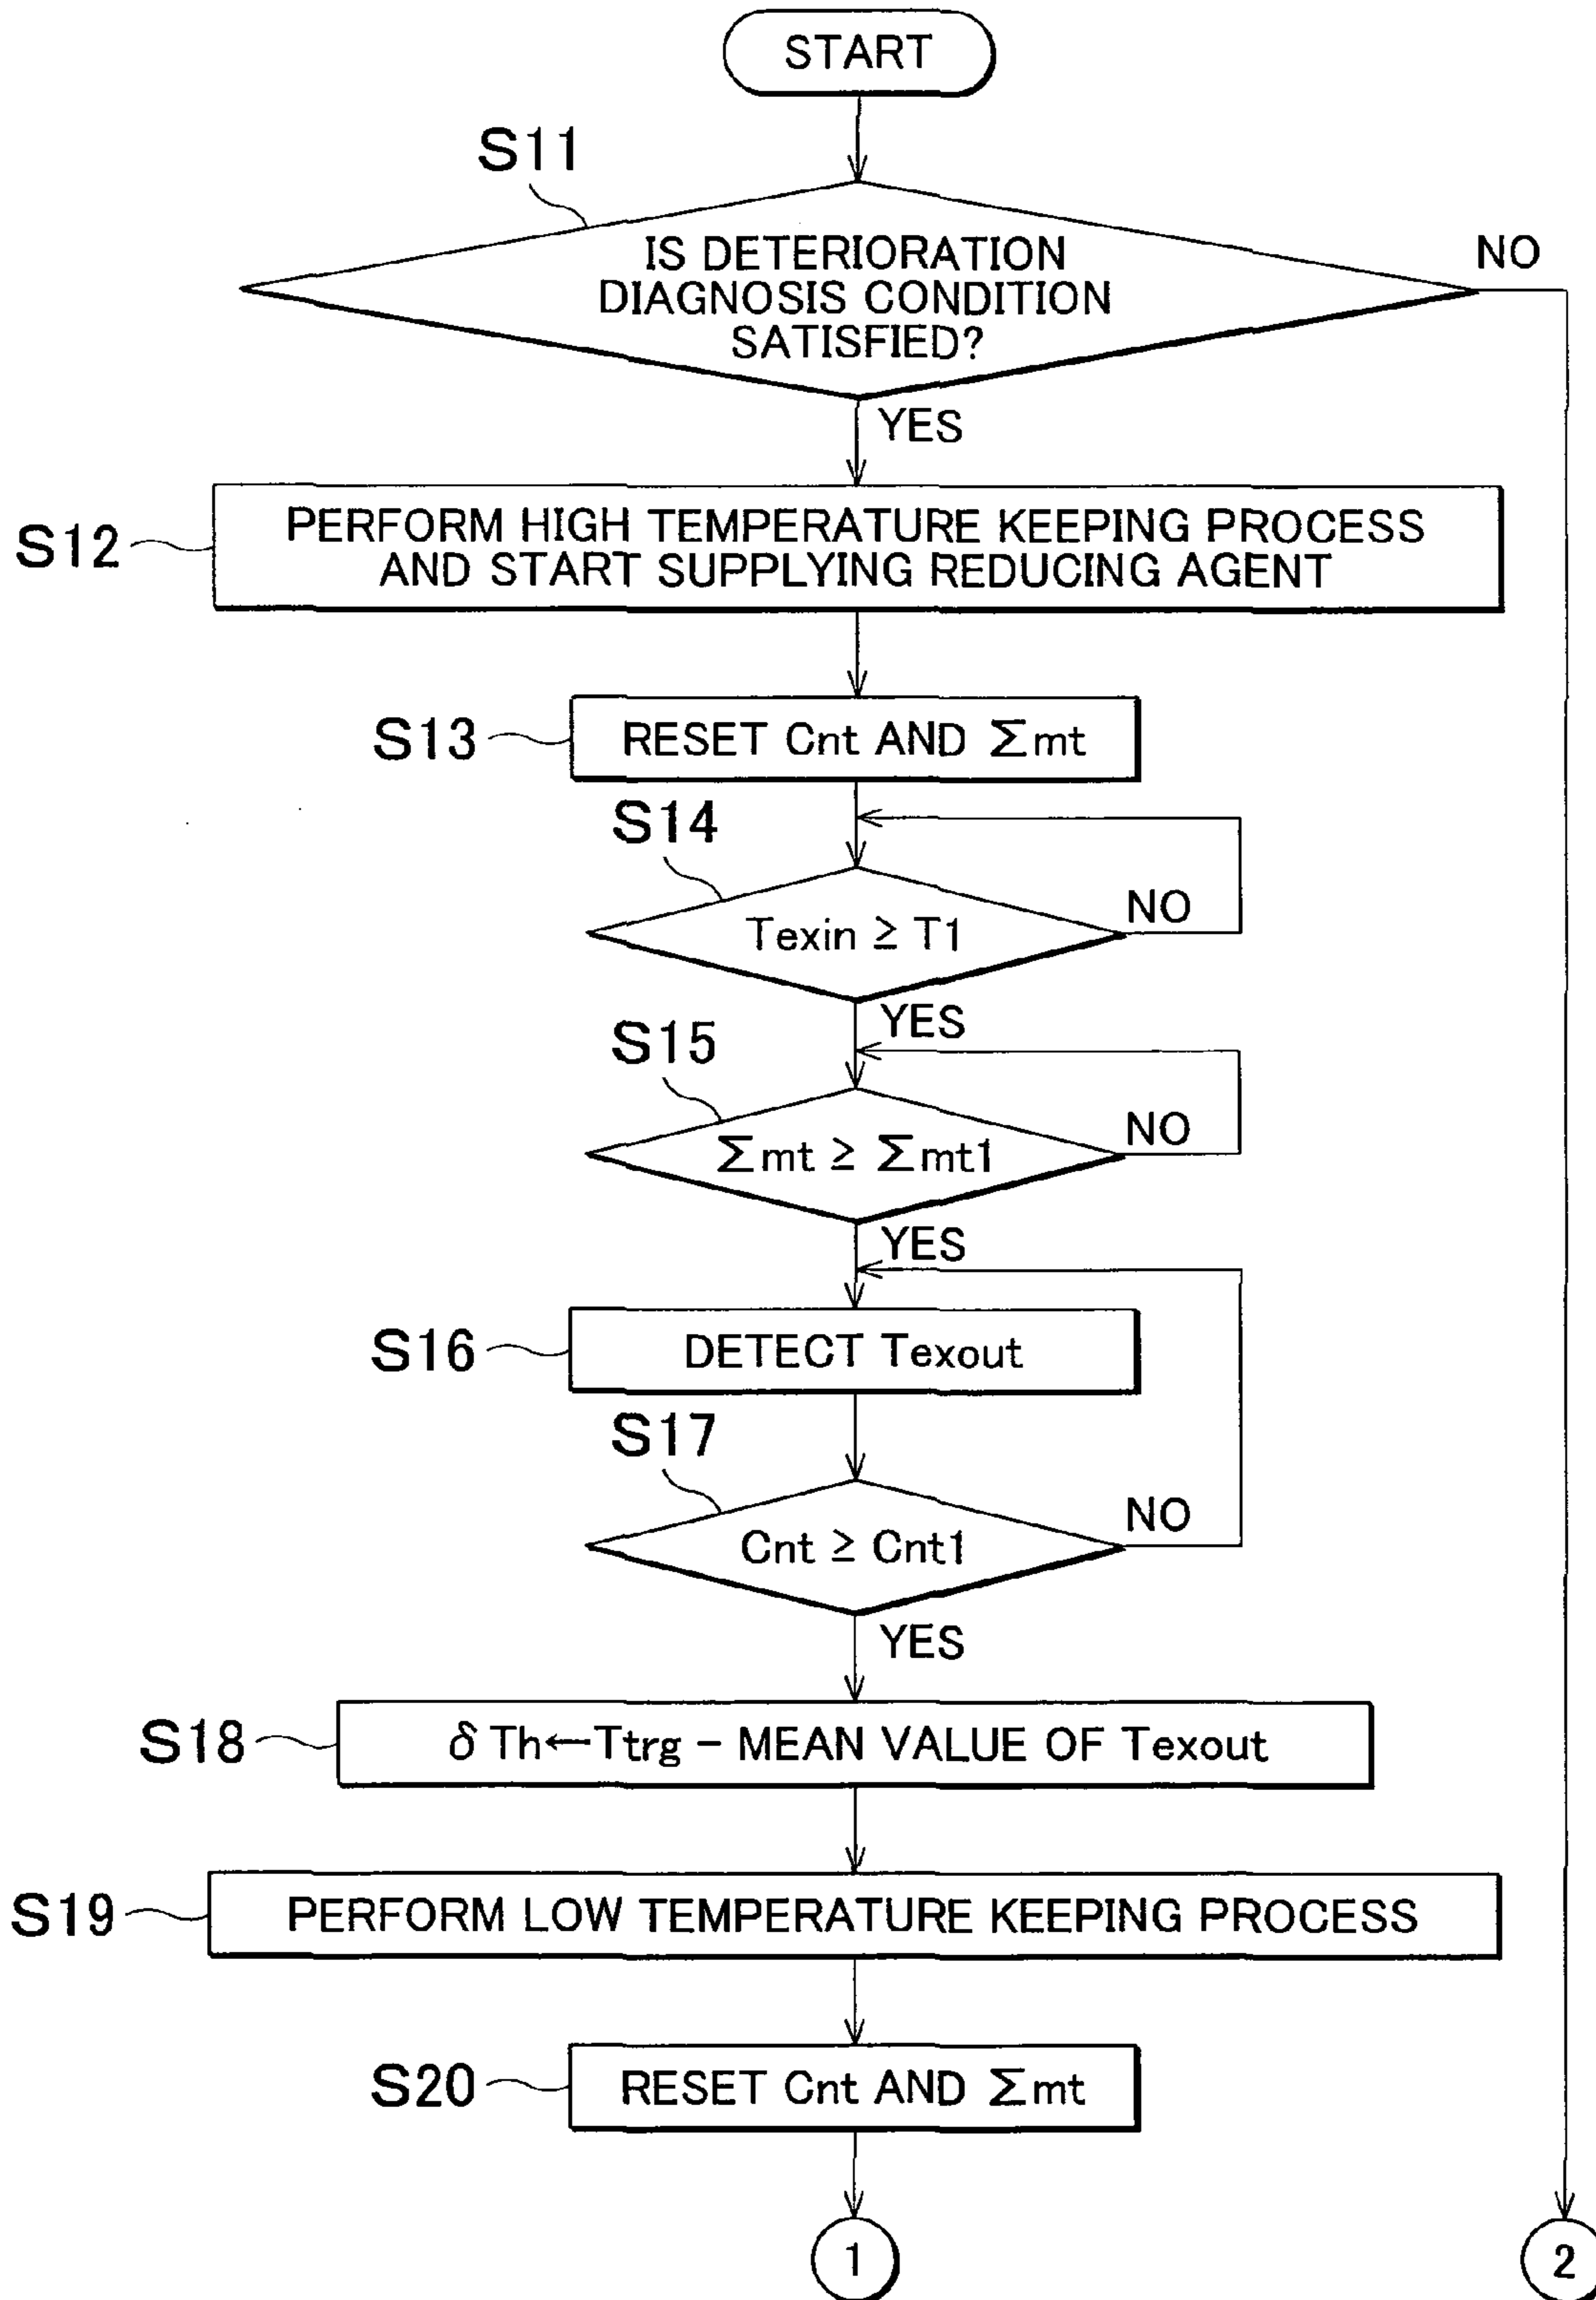 START
S11
IS DETERIORATION
DIAGNOSIS CONDITION
SATISFIED?
NO
YES
S12
PERFORM HIGH TEMPERATURE KEEPING PROCESS
AND START SUPPLYING REDUCING AGENT
S13
RESET Cnt AND Σmt
S14
Texin ≥ T1
NO
YES
S15
Σmt ≥ Σmt1
NO
YES
S16
DETECT Texout
S17
Cnt ≥ Cnt1
NO
YES
S18
δTh←Ttrg − MEAN VALUE OF Texout
S19
PERFORM LOW TEMPERATURE KEEPING PROCESS
S20
RESET Cnt AND Σmt
1
2